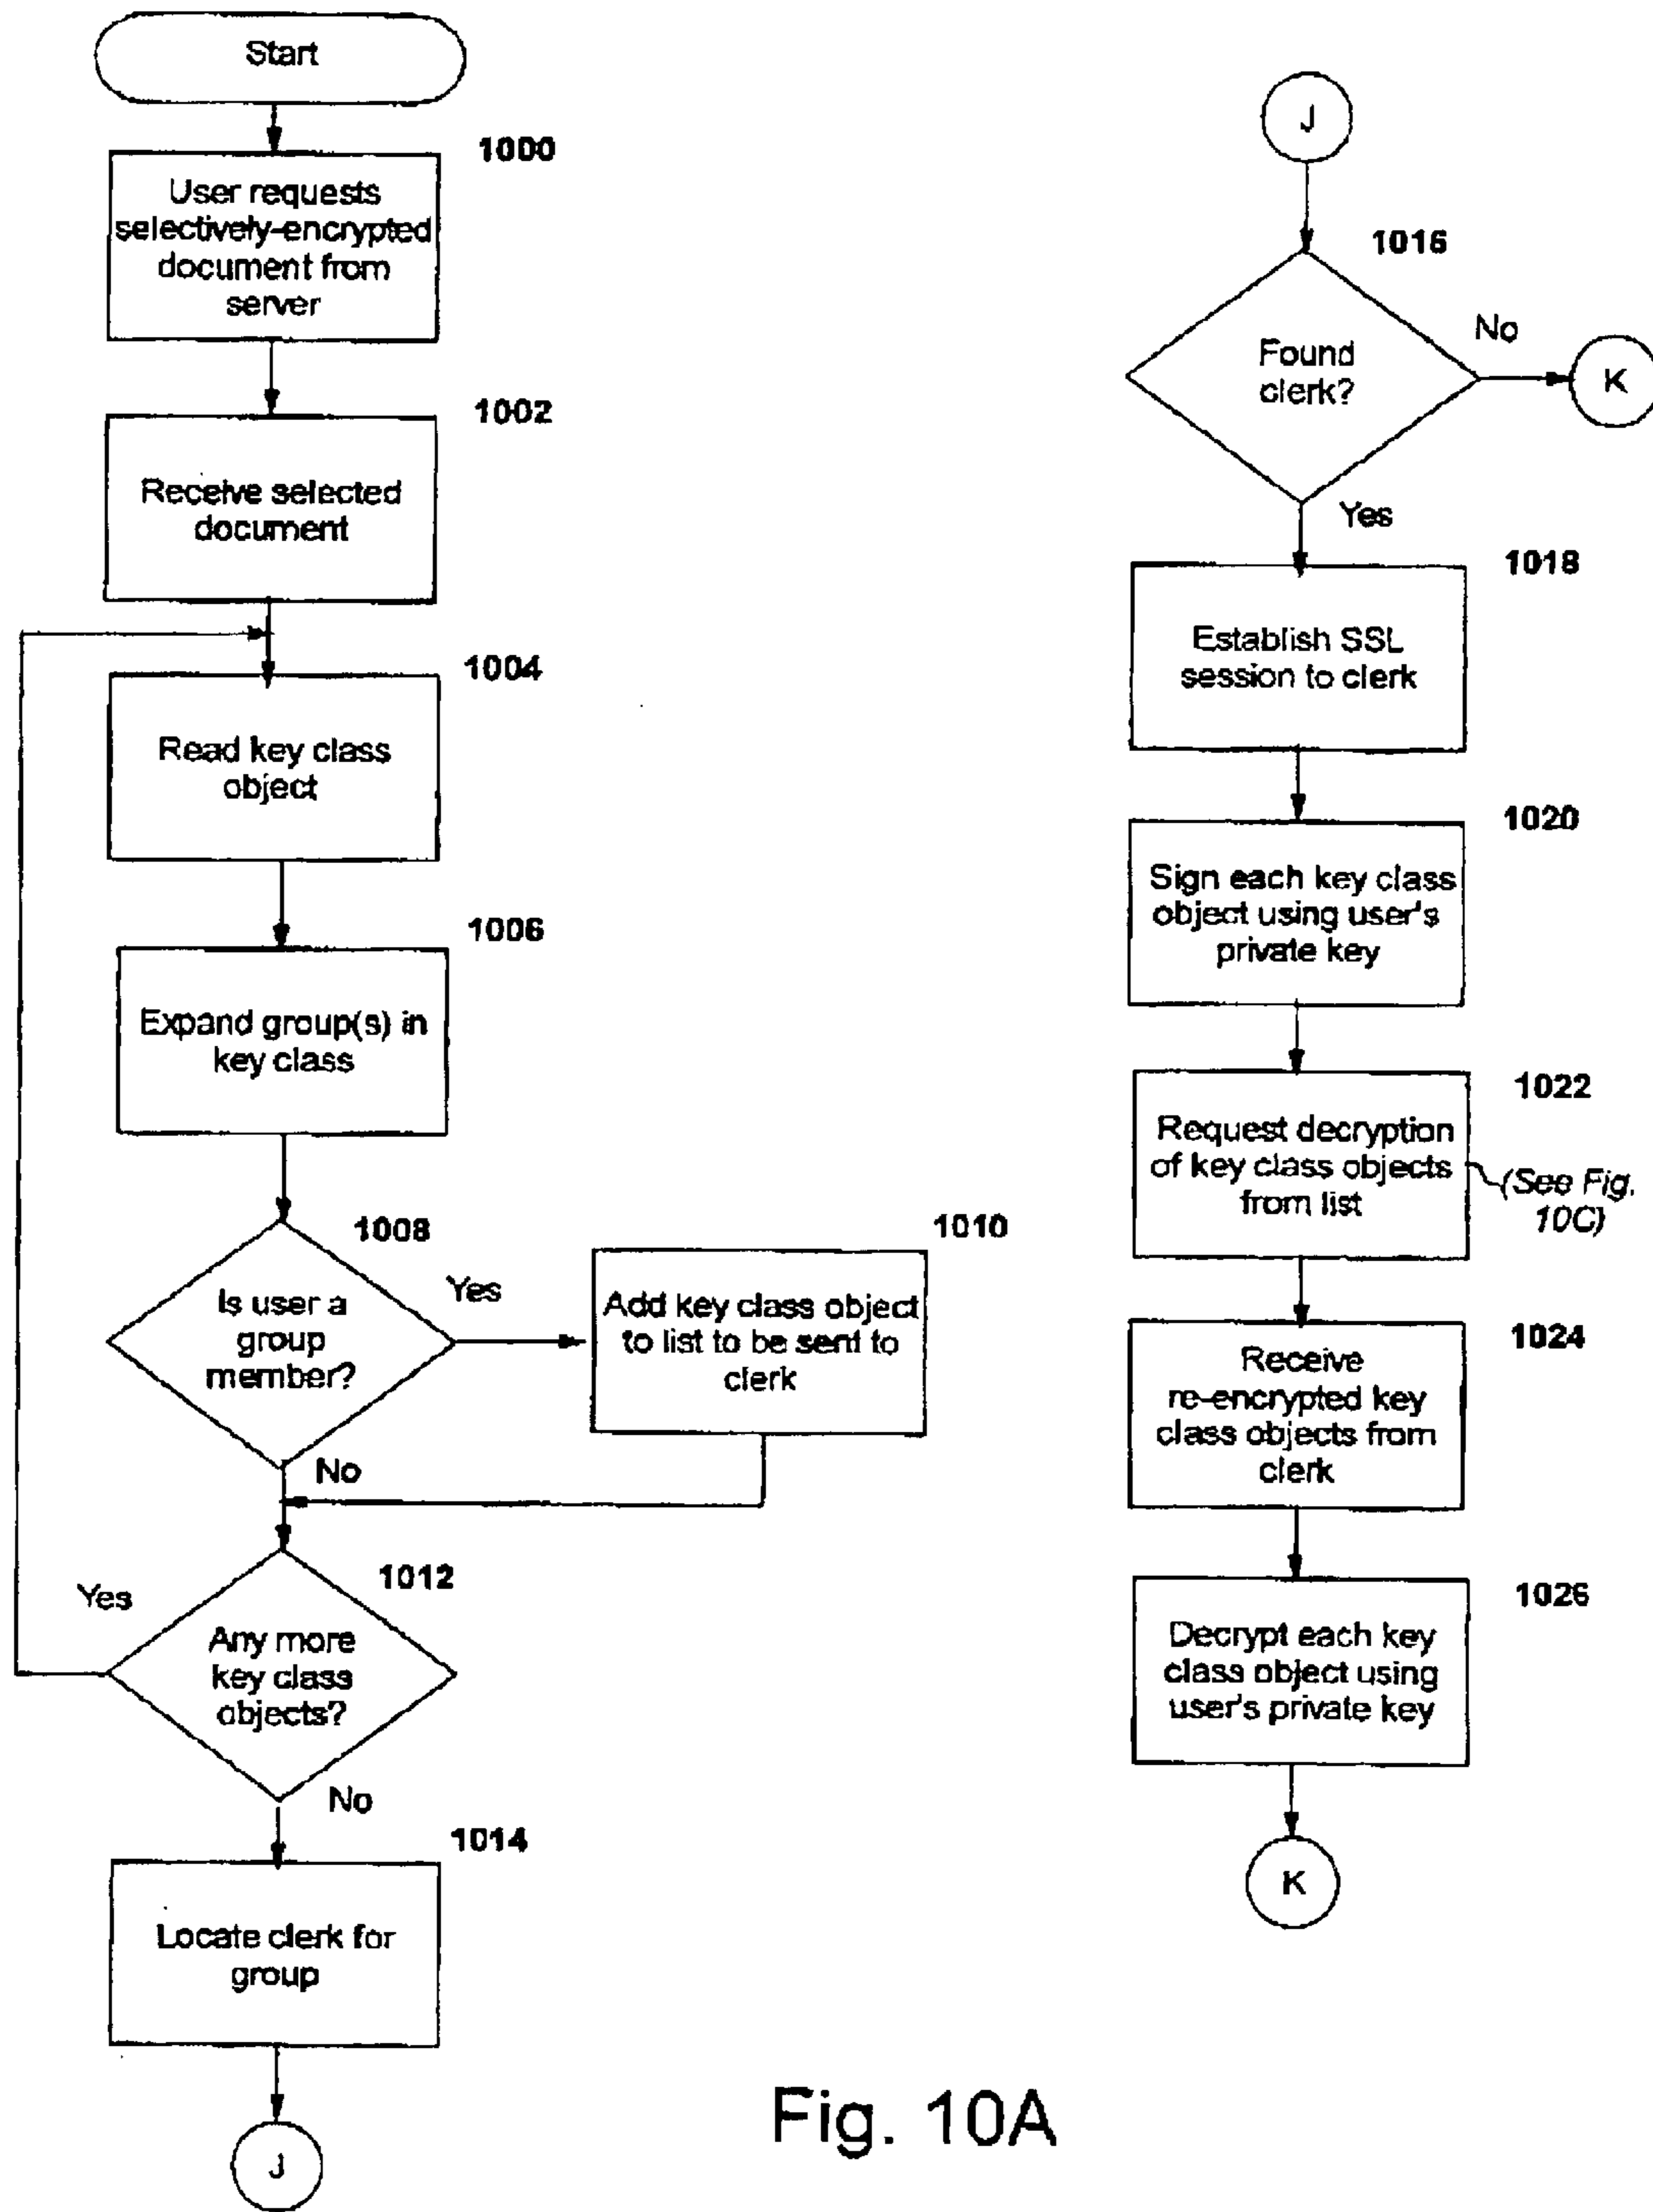 Start
1000
User requests
selectively-encrypted
document from
server
1002
Receive selected
document
1004
Read key class
object
1006
Expand group(s) in
key class
1008
Is user a
group
member?
Yes
No
1010
Add key class object
to list to be sent to
clerk
1012
Any more
key class
objects?
Yes
No
1014
Locate clerk for
group
J
J
1016
Found
clerk?
No
K
Yes
1018
Establish SSL
session to clerk
1020
Sign each key class
object using user's
private key
1022
Request decryption
of key class objects
from list
(See Fig.
10C)
1024
Receive
re-encrypted key
class objects from
clerk
1026
Decrypt each key
class object using
user's private key
K
Fig. 10A